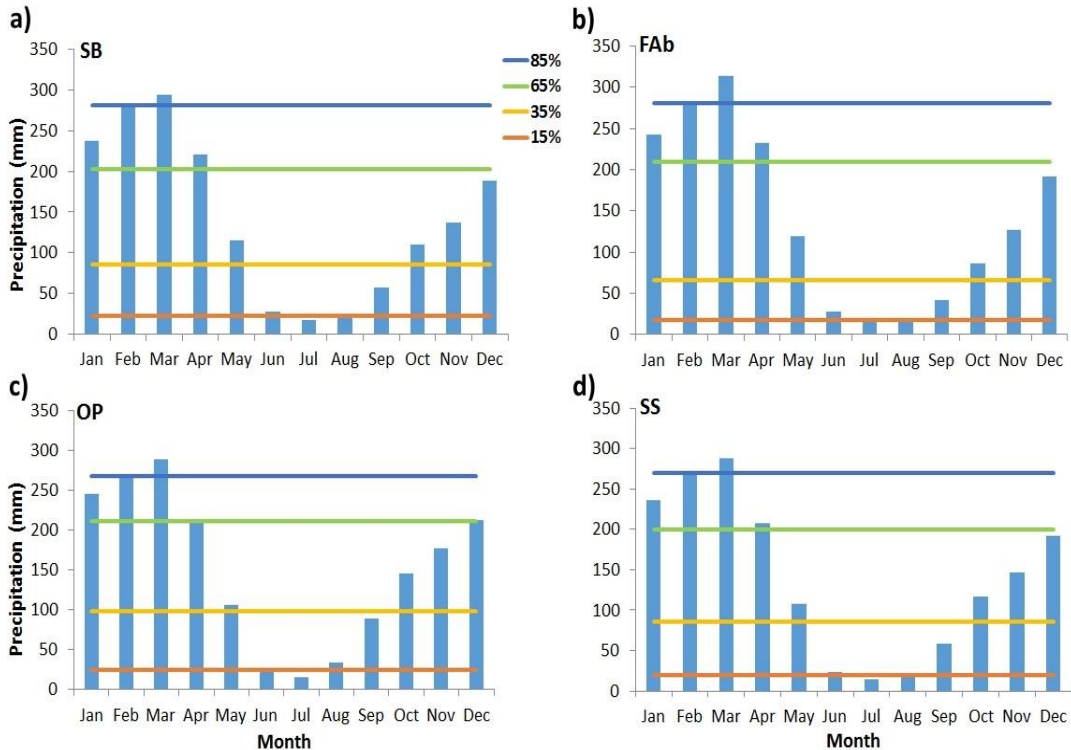 a)
SB
Precipitation (mm)
350
300
250
200
150
100
50
0
Jan Feb Mar Apr May Jun Jul Aug Sep Oct Nov Dec
85%
65%
35%
15%
b)
FAb
350
300
250
200
150
100
50
0
Jan Feb Mar Apr May Jun Jul Aug Sep Oct Nov Dec
c)
OP
Precipitation (mm)
350
300
250
200
150
100
50
0
Jan Feb Mar Apr May Jun Jul Aug Sep Oct Nov Dec
Month
d)
SS
350
300
250
200
150
100
50
0
Jan Feb Mar Apr May Jun Jul Aug Sep Oct Nov Dec
Month